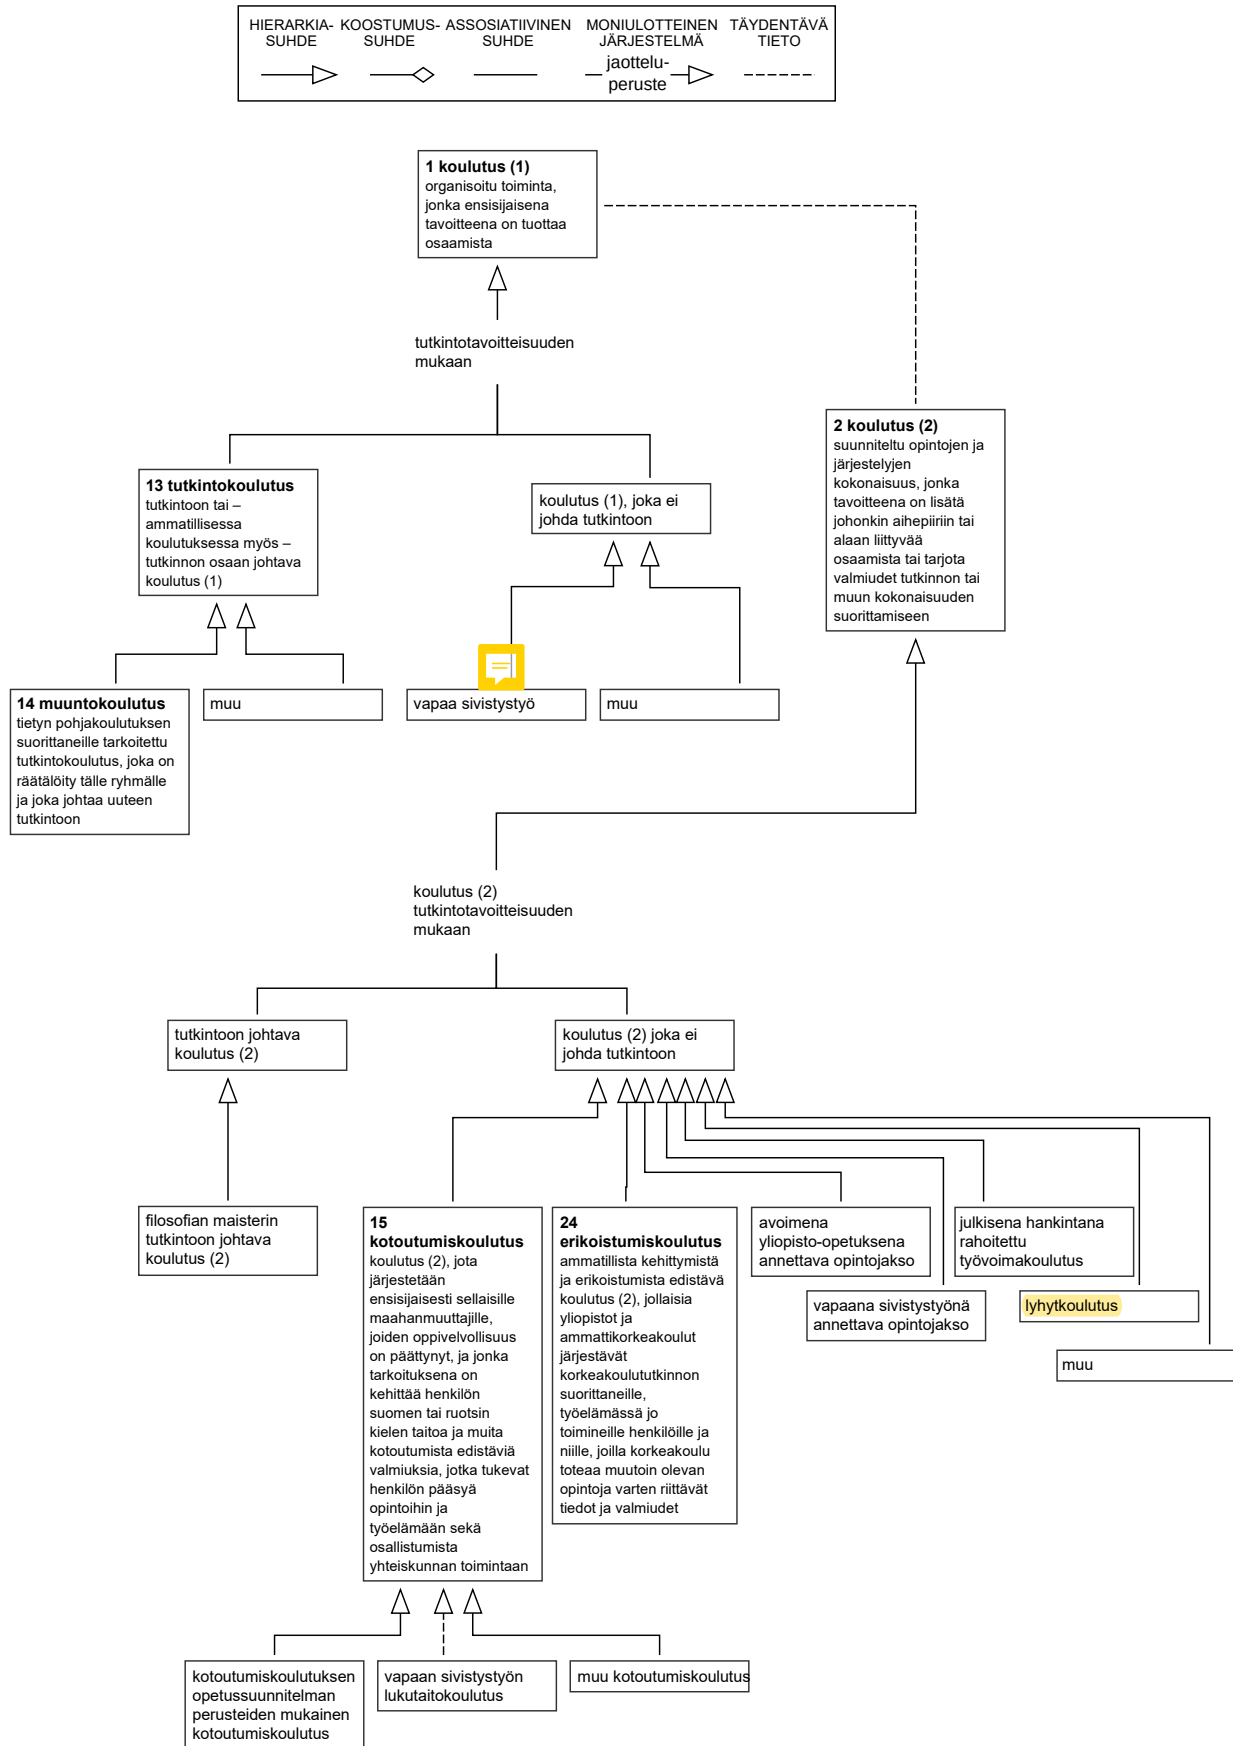 HIERARKIA-
SUHDE
KOOSTUMUS-
SUHDE
ASSOSIATIIVINEN
SUHDE
MONIULOTTEINEN
JÄRJESTELMÄ
jaottelu-
peruste
TÄYDENTÄVÄ
TIETO
1 koulutus (1)
organisoitu toiminta,
jonka ensisijaisena
tavoitteena on tuottaa
osaamista
tutkintotavoitteisuuden
mukaan
13 tutkintokoulutus
tutkintoon tai –
ammatillisessa
koulutuksessa myös –
tutkinnon osaan johtava
koulutus (1)
koulutus (1), joka ei
johda tutkintoon
2 koulutus (2)
suunniteltu opintojen ja
järjestelyjen
kokonaisuus, jonka
tavoitteena on lisätä
johonkin aihepiiriin tai
alaan liittyvää
osaamista tai tarjota
valmiudet tutkinnon tai
muun kokonaisuuden
suorittamiseen
14 muuntokoulutus
tietyn pohjakoulutuksen
suorittaneille tarkoitettu
tutkintokoulutus, joka on
räätälöity tälle ryhmälle
ja joka johtaa uuteen
tutkintoon
muu
vapaa sivistystyö
muu
koulutus (2)
tutkintotavoitteisuuden
mukaan
tutkintoon johtava
koulutus (2)
koulutus (2) joka ei
johda tutkintoon
filosofian maisterin
tutkintoon johtava
koulutus (2)
15
kotoutumiskoulutus
koulutus (2), jota
järjestetään
ensisijaisesti sellaisille
maahanmuuttajille,
joiden oppivelvollisuus
on päättynyt, ja jonka
tarkoituksena on
kehittää henkilön
suomen tai ruotsin
kielen taitoa ja muita
kotoutumista edistäviä
valmiuksia, jotka tukevat
henkilön pääsyä
opintoihin ja
työelämään sekä
osallistumista
yhteiskunnan toimintaan
24
erikoistumiskoulutus
ammatillista kehittymistä
ja erikoistumista edistävä
koulutus (2), jollaisia
yliopistot ja
ammattikorkeakoulut
järjestävät
korkeakoulututkinnon
suorittaneille,
työelämässä jo
toimineille henkilöille ja
niille, joilla korkeakoulu
toteaa muutoin olevan
opintoja varten riittävät
tiedot ja valmiudet
avoimena
yliopisto-opetuksena
annettava opintojakso
julkisena hankintana
rahoitettu
työvoimakoulutus
vapaana sivistystyönä
annettava opintojakso
lyhytkoulutus
muu
kotoutumiskoulutuksen
opetussuunnitelman
perusteiden mukainen
kotoutumiskoulutus
vapaan sivistystyön
lukutaitokoulutus
muu kotoutumiskoulutus